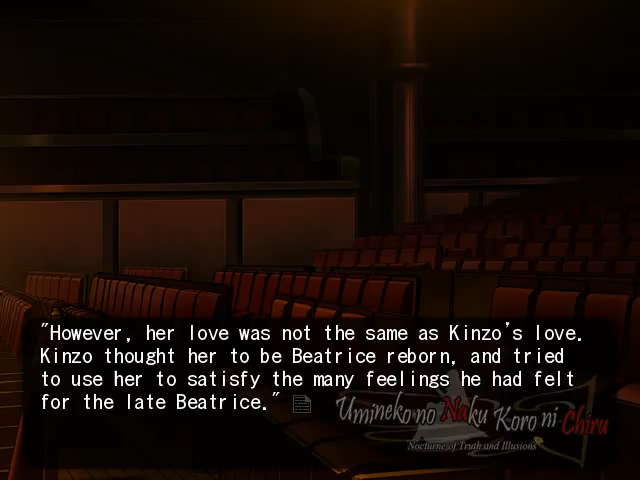 "However, her love was not the same as Kinzo's love.
Kinzo thought her to be Beatrice reborn, and tried
to use her to satisfy the many feelings he had felt
for the late Beatrice."
Umineko no Naku Koro ni Chiru
Nocturne of Truth and Illusions